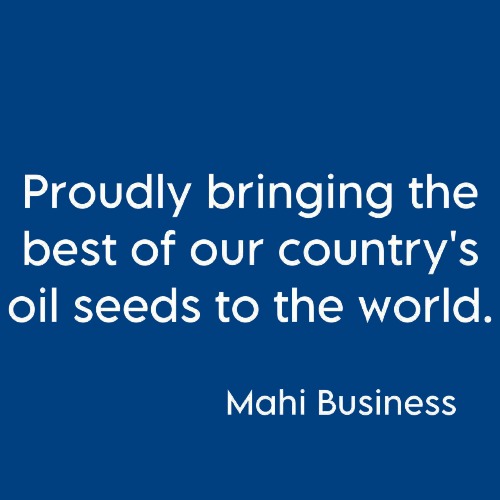 Proudly bringing the
best of our country's
oil seeds to the world.
Mahi Business